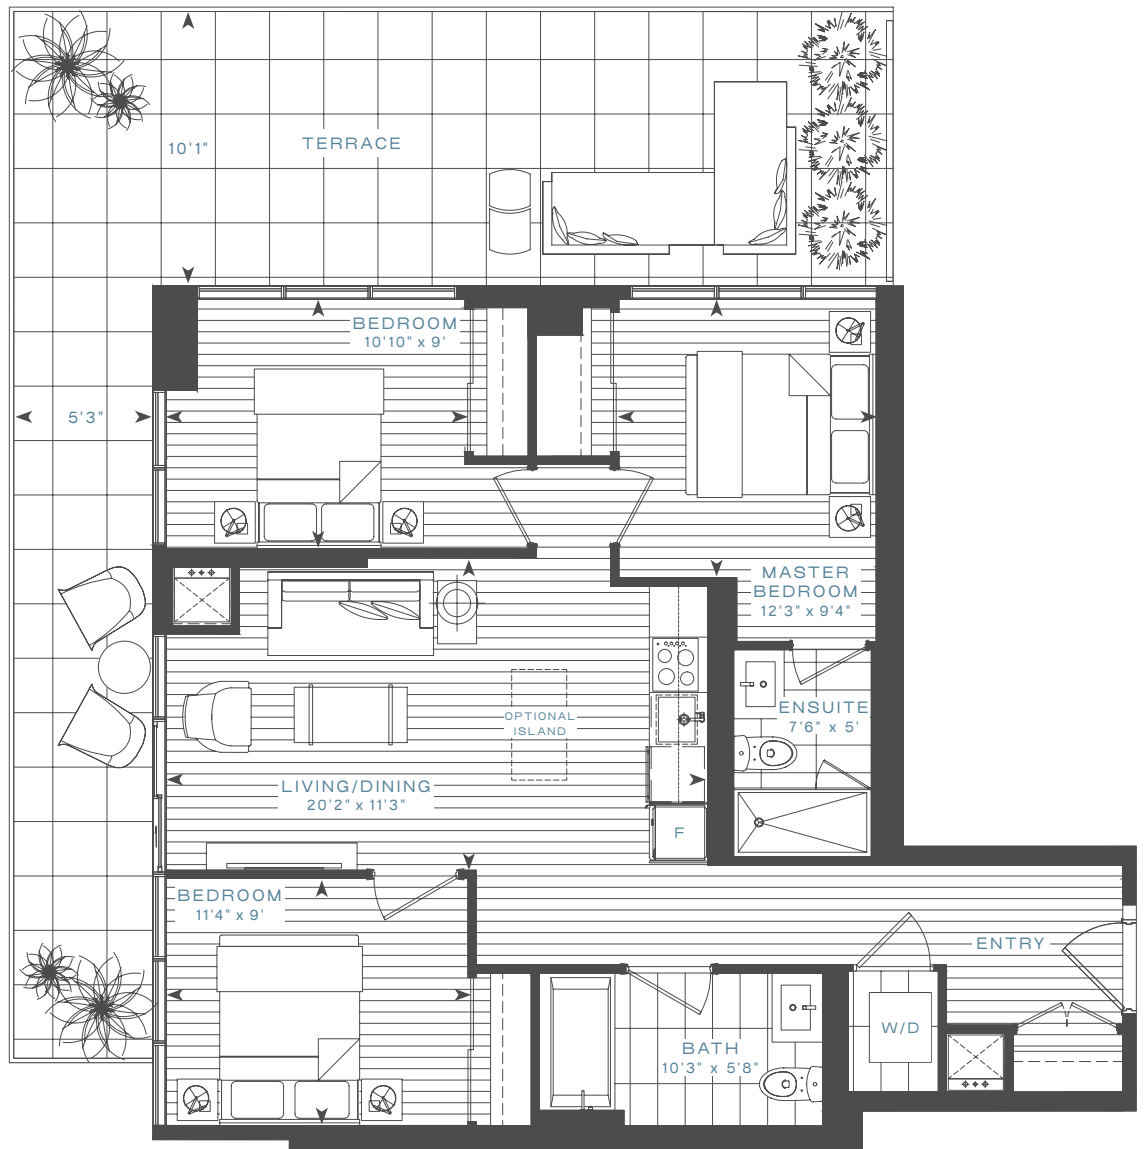 10'1"
TERRACE
BEDROOM
10'10" x 9'
5'3"
MASTER
BEDROOM
12'3" x 9'4"
ENSUITE
7'6" x 5'
OPTIONAL
ISLAND
LIVING/DINING
20'2" x 11'3"
F
BEDROOM
11'4" x 9'
ENTRY
W/D
BATH
10'3" x 5'8"